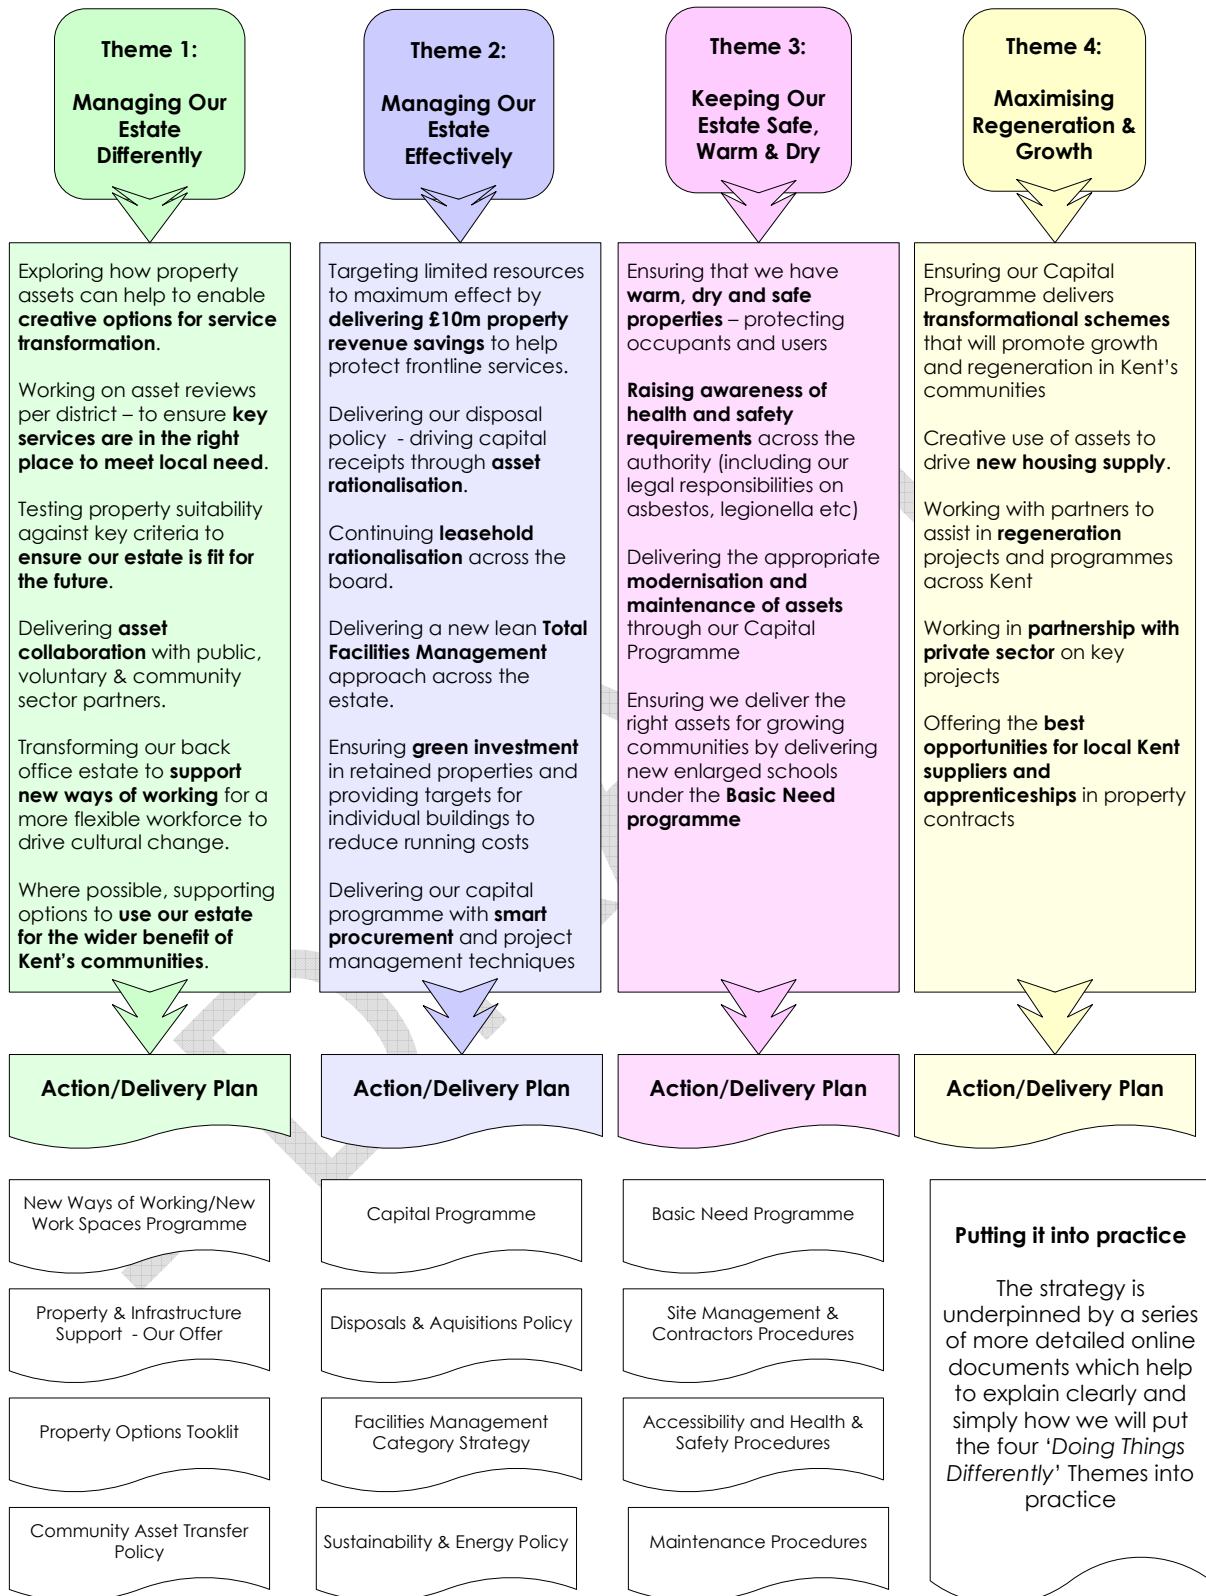 Theme 1:
Managing Our
Estate
Differently
Theme 2:
Managing Our
Estate
Effectively
Theme 3:
Keeping Our
Estate Safe,
Warm & Dry
Theme 4:
Maximising
Regeneration &
Growth
Exploring how property
assets can help to enable
creative options for service
transformation.
Working on asset reviews
per district – to ensure key
services are in the right
place to meet local need.
Testing property suitability
against key criteria to
ensure our estate is fit for
the future.
Delivering asset
collaboration with public,
voluntary & community
sector partners.
Transforming our back
office estate to support
new ways of working for a
more flexible workforce to
drive cultural change.
Where possible, supporting
options to use our estate
for the wider benefit of
Kent's communities.
Targeting limited resources
to maximum effect by
delivering £10m property
revenue savings to help
protect frontline services.
Delivering our disposal
policy - driving capital
receipts through asset
rationalisation.
Continuing leasehold
rationalisation across the
board.
Delivering a new lean Total
Facilities Management
approach across the
estate.
Ensuring green investment
in retained properties and
providing targets for
individual buildings to
reduce running costs
Delivering our capital
programme with smart
procurement and project
management techniques
Ensuring that we have
warm, dry and safe
properties – protecting
occupants and users
Raising awareness of
health and safety
requirements across the
authority (including our
legal responsibilities on
asbestos, legionella etc)
Delivering the appropriate
modernisation and
maintenance of assets
through our Capital
Programme
Ensuring we deliver the
right assets for growing
communities by delivering
new enlarged schools
under the Basic Need
programme
Ensuring our Capital
Programme delivers
transformational schemes
that will promote growth
and regeneration in Kent's
communities
Creative use of assets to
drive new housing supply.
Working with partners to
assist in regeneration
projects and programmes
across Kent
Working in partnership with
private sector on key
projects
Offering the best
opportunities for local Kent
suppliers and
apprenticeships in property
contracts
Action/Delivery Plan
Action/Delivery Plan
Action/Delivery Plan
Action/Delivery Plan
New Ways of Working/New
Work Spaces Programme
Property & Infrastructure
Support - Our Offer
Property Options Tooklit
Community Asset Transfer
Policy
Capital Programme
Disposals & Aquisitions Policy
Facilities Management
Category Strategy
Sustainability & Energy Policy
Basic Need Programme
Site Management &
Contractors Procedures
Accessibility and Health &
Safety Procedures
Maintenance Procedures
Putting it into practice
The strategy is
underpinned by a series
of more detailed online
documents which help
to explain clearly and
simply how we will put
the four 'Doing Things
Differently' Themes into
practice